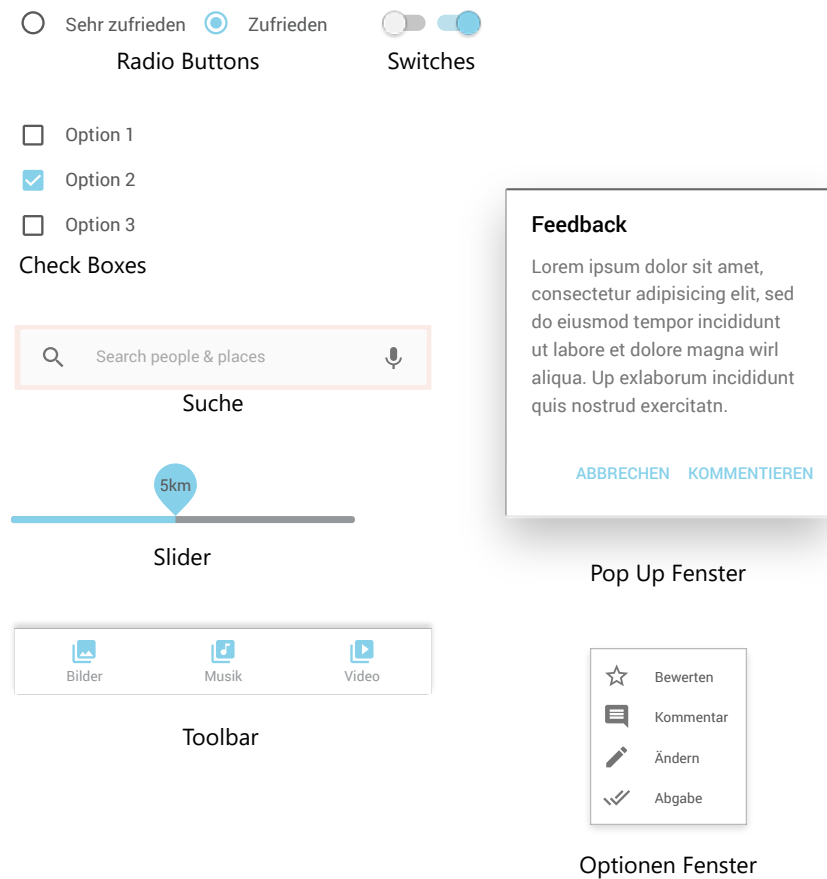 Sehr zufrieden Zufrieden
Radio Buttons Switches
Option 1
Option 2
Option 3
Check Boxes
Search people & places
Suche
5km
Slider
Bilder Musik Video
Toolbar
Feedback
Lorem ipsum dolor sit amet,
consectetur adipisicing elit, sed
do eiusmod tempor incididunt
ut labore et dolore magna wirl
aliqua. Up exlaborum incididunt
quis nostrud exercitatn.
ABBRECHEN KOMMENTIEREN
Pop Up Fenster
Bewerten
Kommentar
Ändern
Abgabe
Optionen Fenster